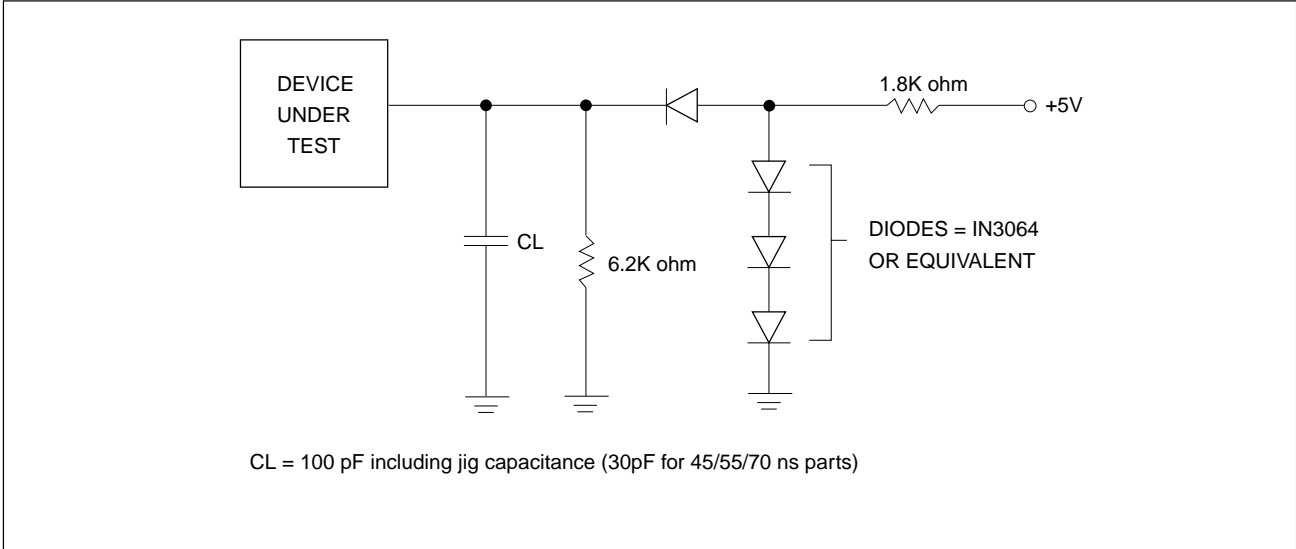 DEVICE
UNDER
TEST
1.8K ohm
+5V
CL
6.2K ohm
DIODES = IN3064
OR EQUIVALENT
CL = 100 pF including jig capacitance (30pF for 45/55/70 ns parts)